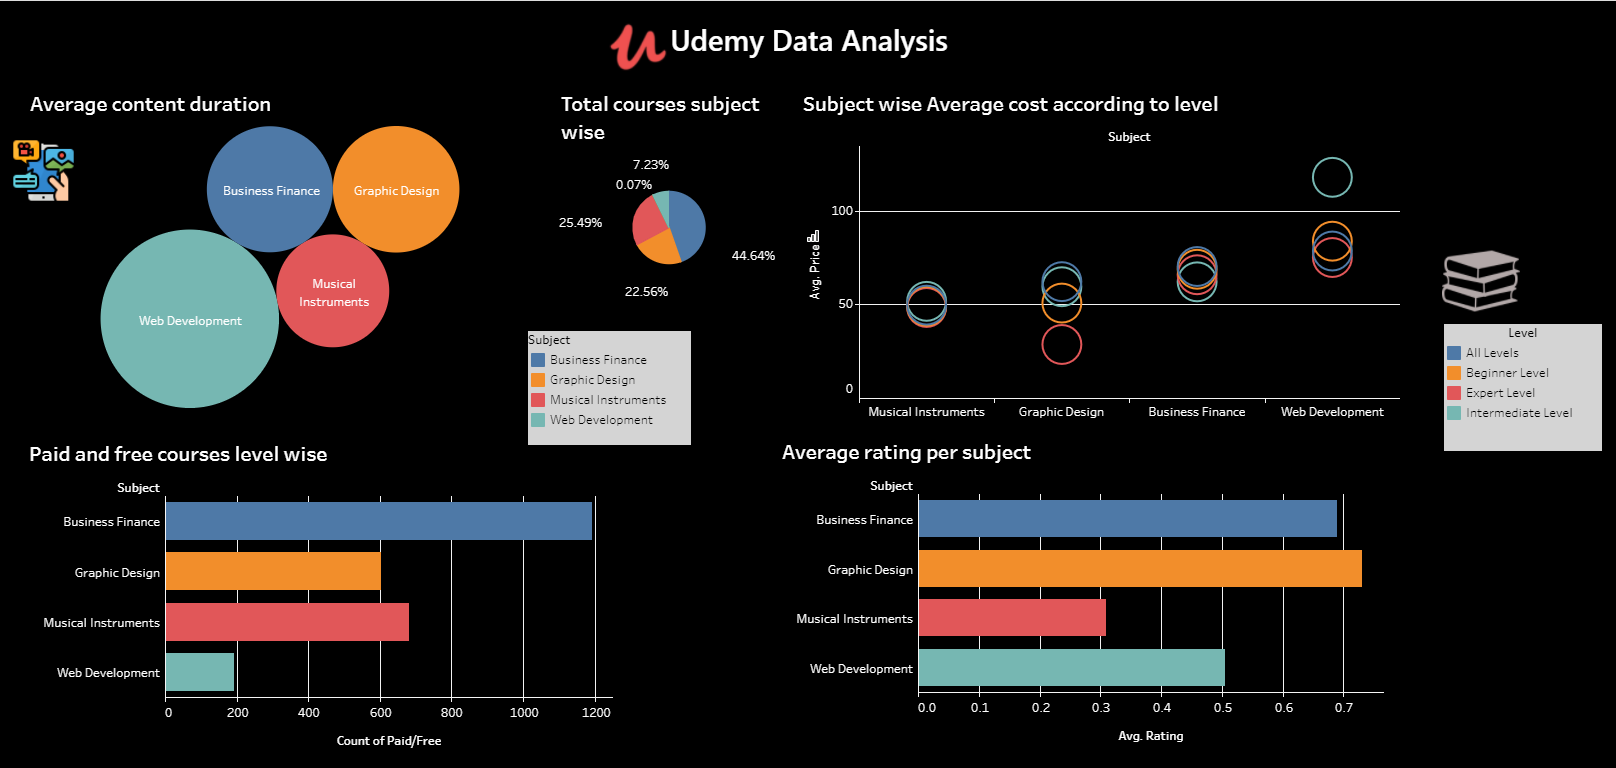 Udemy Data Analysis
Average content duration
Business Finance
Graphic Design
Musical
Instruments
Web Development
Total courses subject
wise
7.23%
0.07%
25.49%
44.64%
22.56%
Subject
Business Finance
Graphic Design
Musical Instruments
Web Development
Subject wise Average cost according to level
Subject
Avg. Price
100
50
0
Musical Instruments
Graphic Design
Business Finance
Web Development
Level
All Levels
Beginner Level
Expert Level
Intermediate Level
Paid and free courses level wise
Subject
Business Finance
Graphic Design
Musical Instruments
Web Development
0 200 400 600 800 1000 1200
Count of Paid/Free
Average rating per subject
Subject
Business Finance
Graphic Design
Musical Instruments
Web Development
0.0 0.1 0.2 0.3 0.4 0.5 0.6 0.7
Avg. Rating